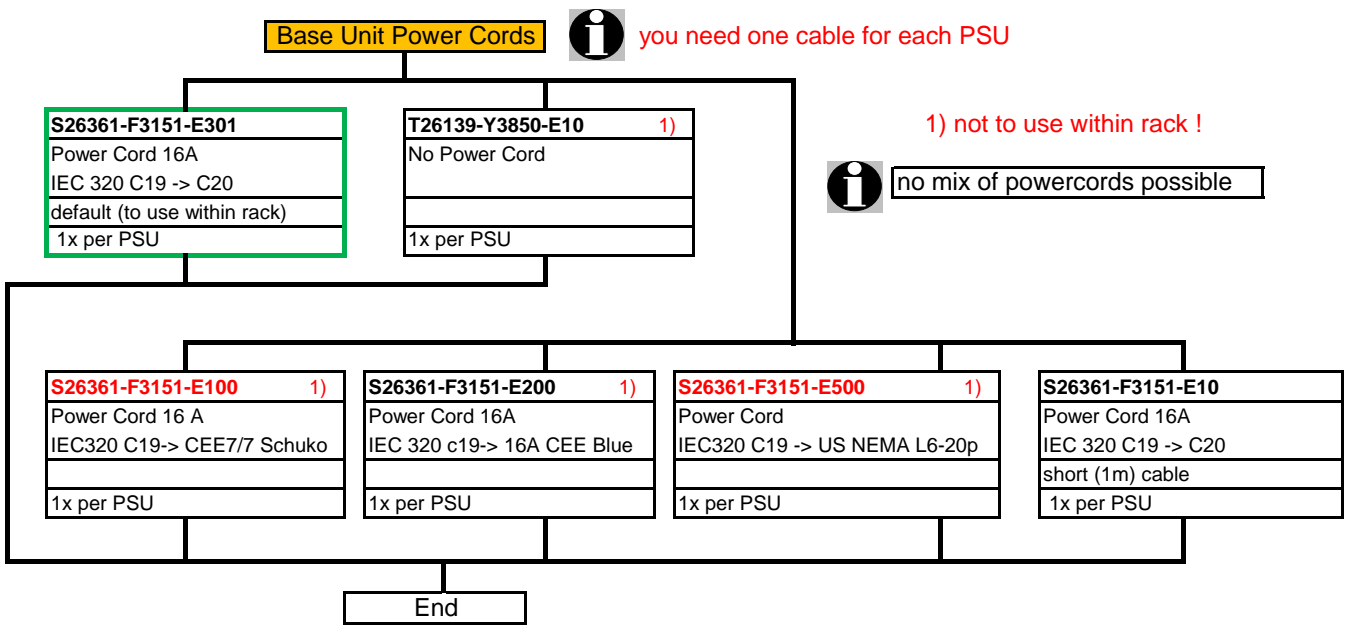 Base Unit Power Cords
you need one cable for each PSU
S26361-F3151-E301
Power Cord 16A
IEC 320 C19 -> C20
default (to use within rack)
1x per PSU
T26139-Y3850-E10 1)
No Power Cord
1x per PSU
1) not to use within rack !
no mix of powercords possible
S26361-F3151-E100 1)
Power Cord 16 A
IEC320 C19-> CEE7/7 Schuko
1x per PSU
S26361-F3151-E200 1)
Power Cord 16A
IEC 320 c19-> 16A CEE Blue
1x per PSU
S26361-F3151-E500 1)
Power Cord
IEC320 C19 -> US NEMA L6-20p
1x per PSU
S26361-F3151-E10
Power Cord 16A
IEC 320 C19 -> C20
short (1m) cable
1x per PSU
End